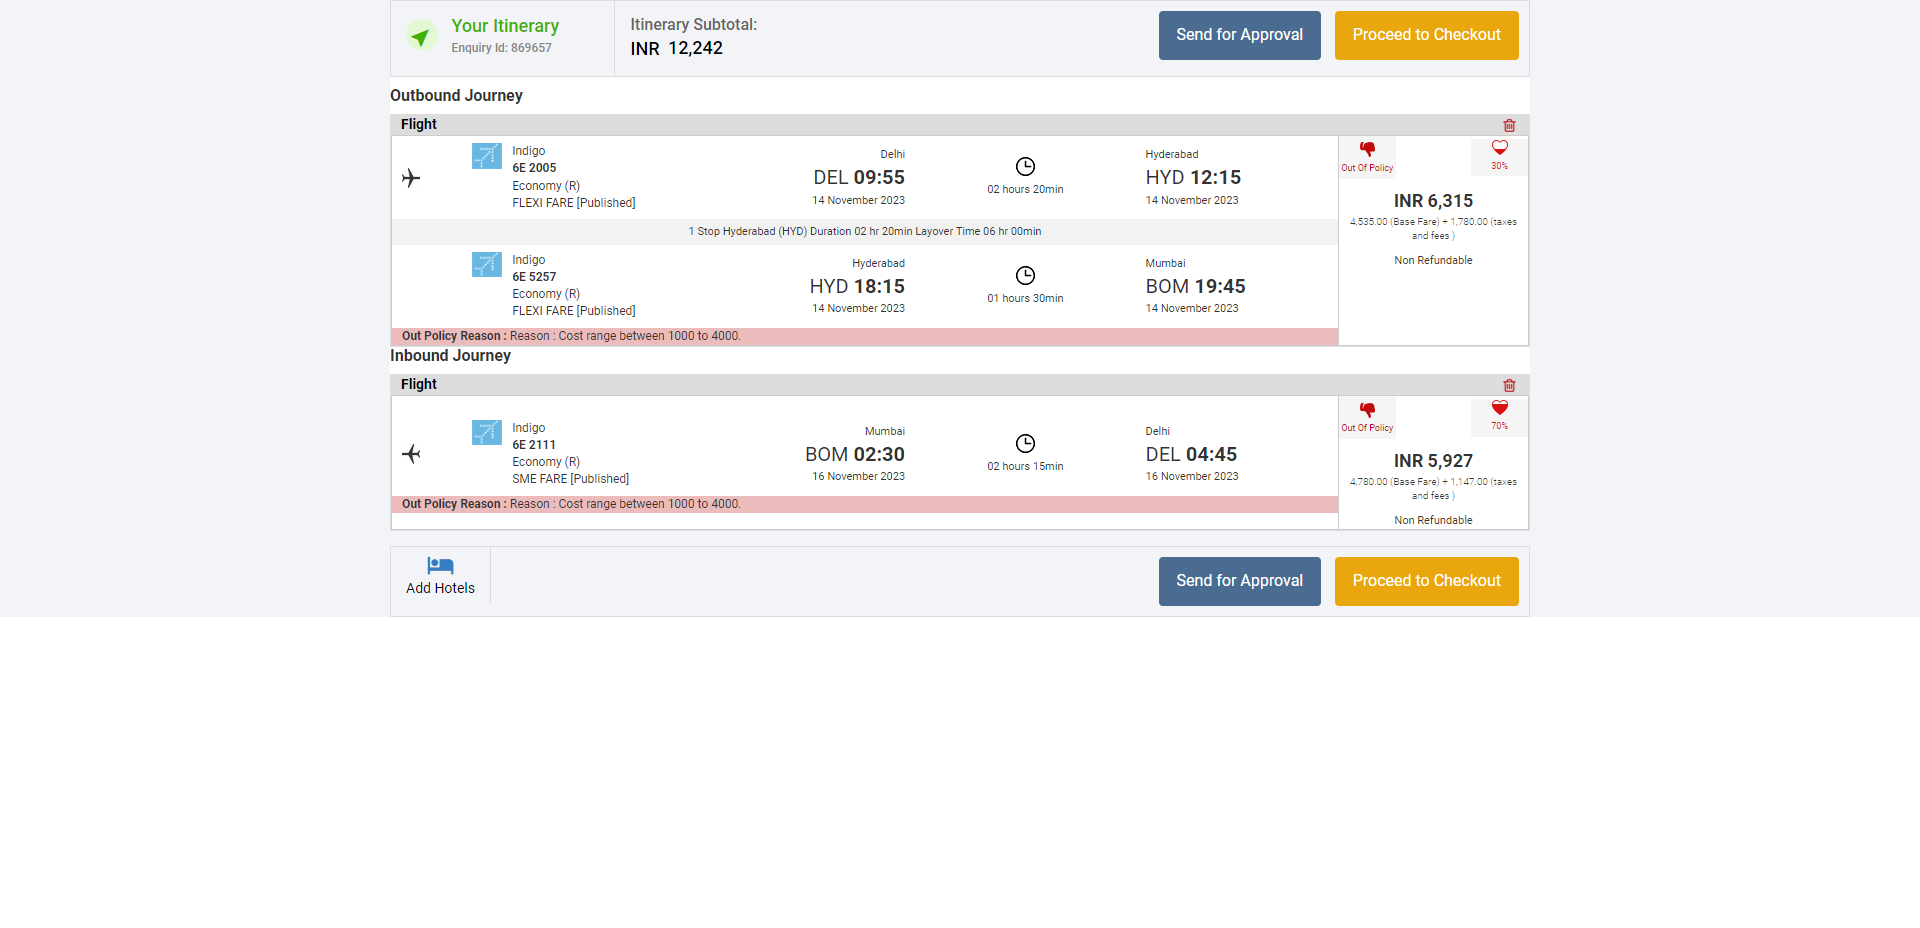 Your Itinerary
Enquiry Id: 869657
Itinerary Subtotal:
INR 12,242
Send for Approval
Proceed to Checkout
Outbound Journey
Flight
Indigo
6E 2005
Economy (R)
FLEXI FARE [Published]
Delhi
DEL 09:55
14 November 2023
02 hours 20min
Hyderabad
HYD 12:15
14 November 2023
Out Of Policy
30%
INR 6,315
4,535.00 (Base Fare) + 1,780.00 (taxes
and fees )
Non Refundable
1 Stop Hyderabad (HYD) Duration 02 hr 20min Layover Time 06 hr 00min
Indigo
6E 5257
Economy (R)
FLEXI FARE [Published]
Hyderabad
HYD 18:15
14 November 2023
01 hours 30min
Mumbai
BOM 19:45
14 November 2023
Out Policy Reason : Reason : Cost range between 1000 to 4000.
Inbound Journey
Flight
Indigo
6E 2111
Economy (R)
SME FARE [Published]
Mumbai
BOM 02:30
16 November 2023
02 hours 15min
Delhi
DEL 04:45
16 November 2023
Out Of Policy
70%
INR 5,927
4,780.00 (Base Fare) + 1,147.00 (taxes
and fees )
Non Refundable
Out Policy Reason : Reason : Cost range between 1000 to 4000.
Add Hotels
Send for Approval
Proceed to Checkout